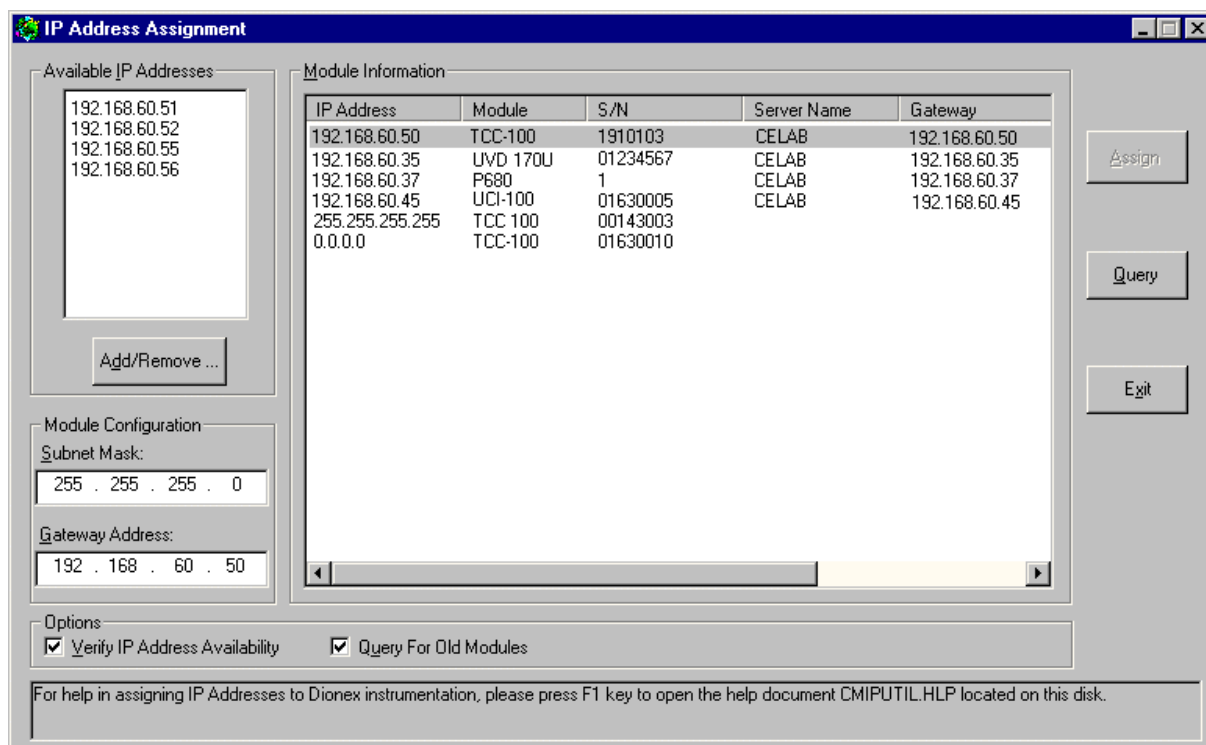 IP Address Assignment
Available IP Addresses
192.168.60.51
192.168.60.52
192.168.60.55
192.168.60.56
Add/Remove ...
Module Configuration
Subnet Mask:
255 . 255 . 255 . 0
Gateway Address:
192 . 168 . 60 . 50
Module Information
IP Address Module S/N Server Name Gateway
192.168.60.50 TCC-100 1910103 CELAB 192.168.60.50
192.168.60.35 UVD 170U 01234567 CELAB 192.168.60.35
192.168.60.37 P680 1 CELAB 192.168.60.37
192.168.60.45 UCI-100 01630005 CELAB 192.168.60.45
255.255.255.255 TCC 100 00143003
0.0.0.0 TCC-100 01630010
Assign
Query
Exit
Options
Verify IP Address Availability Query For Old Modules
For help in assigning IP Addresses to Dionex instrumentation, please press F1 key to open the help document CMIPUTIL.HLP located on this disk.